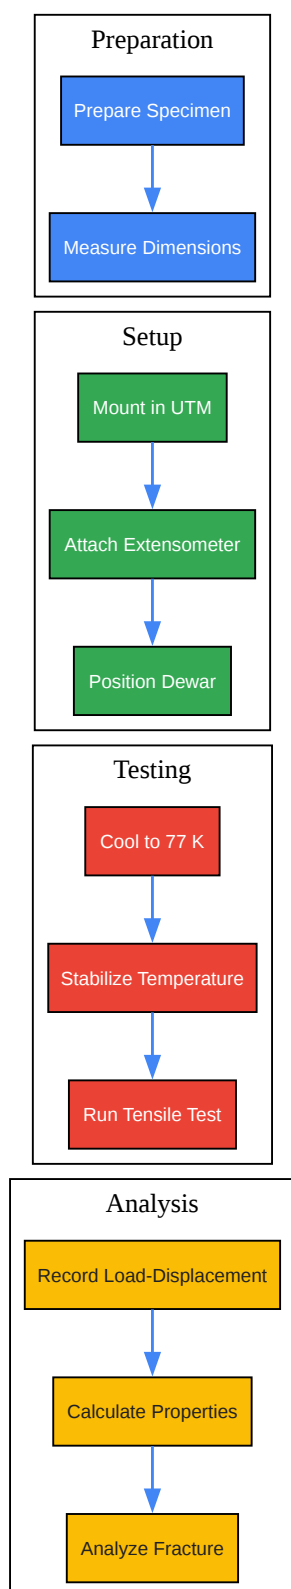 Preparation
Prepare Specimen
Measure Dimensions
Setup
Mount in UTM
Attach Extensometer
Position Dewar
Testing
Cool to 77 K
Stabilize Temperature
Run Tensile Test
Analysis
Record Load-Displacement
Calculate Properties
Analyze Fracture